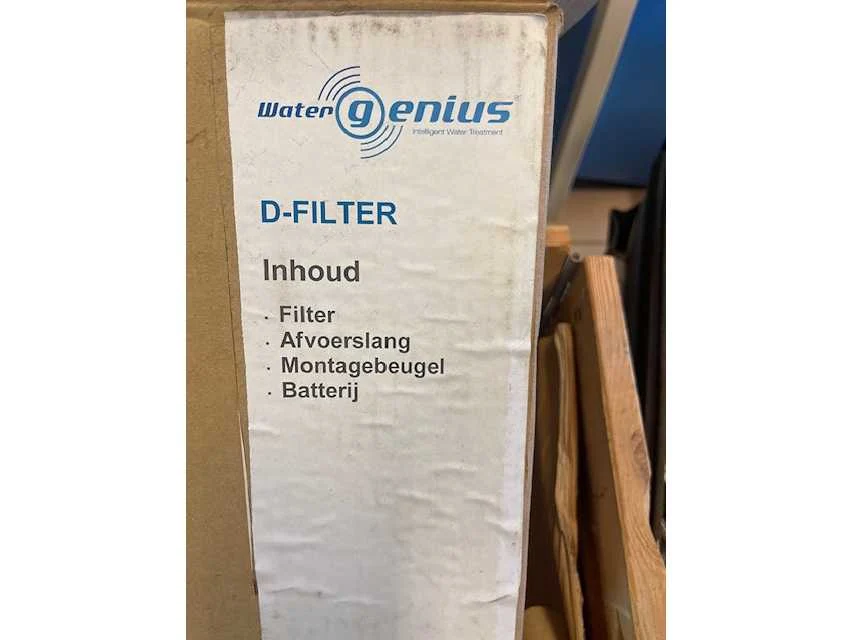 Water genius
Intelligent Water Treatment
D-FILTER
Inhoud
· Filter
· Afvoerslang
· Montagebeugel
· Batterij